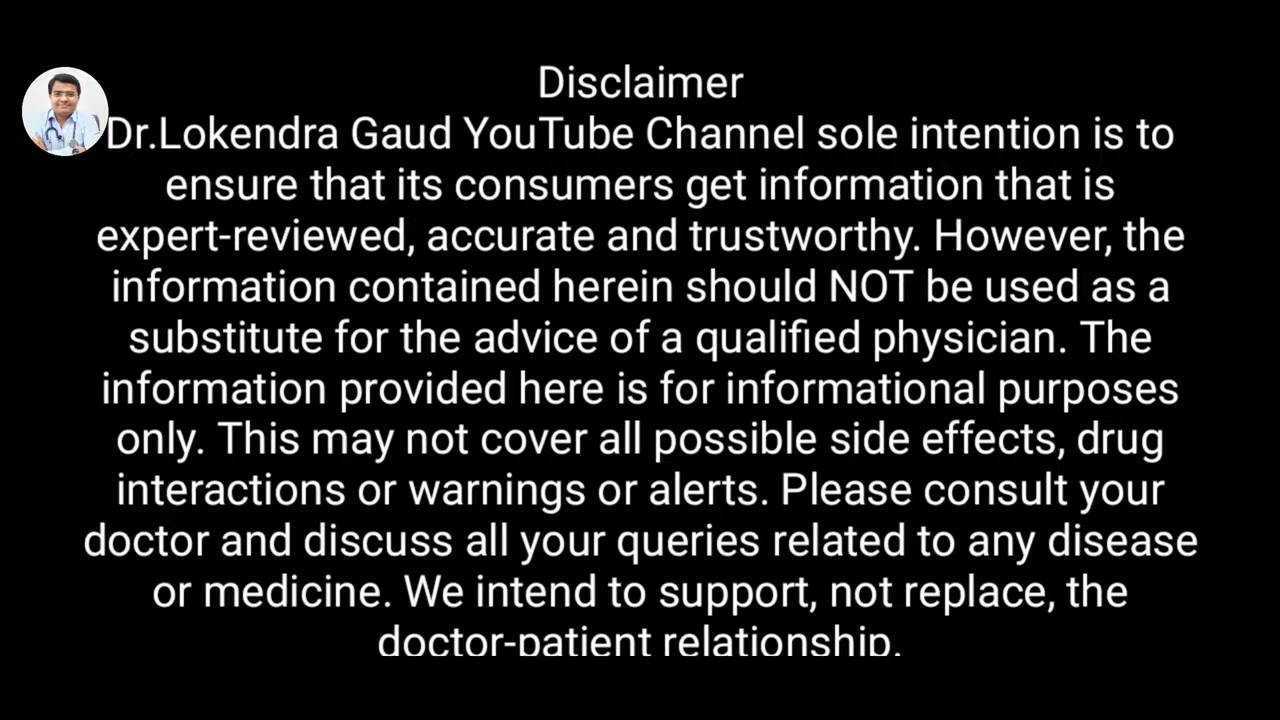 Disclaimer
Dr.Lokendra Gaud YouTube Channel sole intention is to
ensure that its consumers get information that is
expert-reviewed, accurate and trustworthy. However, the
information contained herein should NOT be used as a
substitute for the advice of a qualified physician. The
information provided here is for informational purposes
only. This may not cover all possible side effects, drug
interactions or warnings or alerts. Please consult your
doctor and discuss all your queries related to any disease
or medicine. We intend to support, not replace, the
doctor-patient relationship.